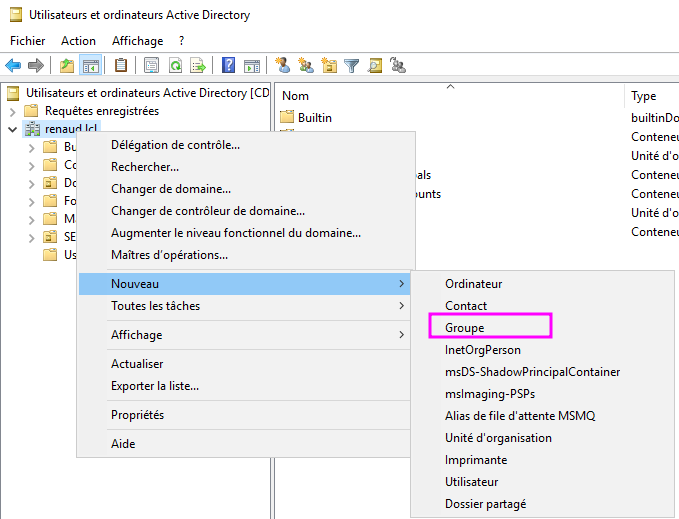 Utilisateurs et ordinateurs Active Directory
Fichier Action Affichage ?
Utilisateurs et ordinateurs Active Directory [CD
Requêtes enregistrées
renaud.lcl
Bu
Co
Do
Fo
Ma
SE
Us
Nom Type
Builtin builtinDo
Conteneu
Unité d'o
als Conteneu
ounts Conteneu
Unité d'o
Conteneu
Délégation de contrôle...
Rechercher...
Changer de domaine...
Changer de contrôleur de domaine...
Augmenter le niveau fonctionnel du domaine...
Maîtres d'opérations...
Nouveau
Toutes les tâches
Affichage
Actualiser
Exporter la liste...
Propriétés
Aide
Ordinateur
Contact
Groupe
InetOrgPerson
msDS-ShadowPrincipalContainer
msImaging-PSPs
Alias de file d'attente MSMQ
Unité d'organisation
Imprimante
Utilisateur
Dossier partagé